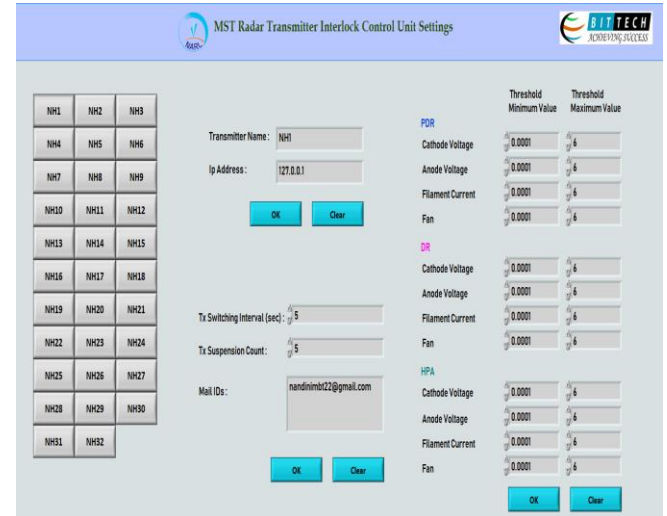 MST Radar Transmitter Interlock Control Unit Settings
NARL
BIT TECH
ACHIEVING SUCCESS
NH1 NH2 NH3
NH4 NH5 NH6
NH7 NH8 NH9
NH10 NH11 NH12
NH13 NH14 NH15
NH16 NH17 NH18
NH19 NH20 NH21
NH22 NH23 NH24
NH25 NH26 NH27
NH28 NH29 NH30
NH31 NH32
Transmitter Name: NH1
Ip Address: 127.0.0.1
OK Clear
Tx Switching Interval (sec): 5
Tx Suspension Count: 5
Mail IDs: nandinimbt22@gmail.com
OK Clear
Threshold Threshold
Minimum Value Maximum Value
PDR
Cathode Voltage 0.0001 6
Anode Voltage 0.0001 6
Filament Current 0.0001 6
Fan 0.0001 6
DR
Cathode Voltage 0.0001 6
Anode Voltage 0.0001 6
Filament Current 0.0001 6
Fan 0.0001 6
HPA
Cathode Voltage 0.0001 6
Anode Voltage 0.0001 6
Filament Current 0.0001 6
Fan 0.0001 6
OK Clear